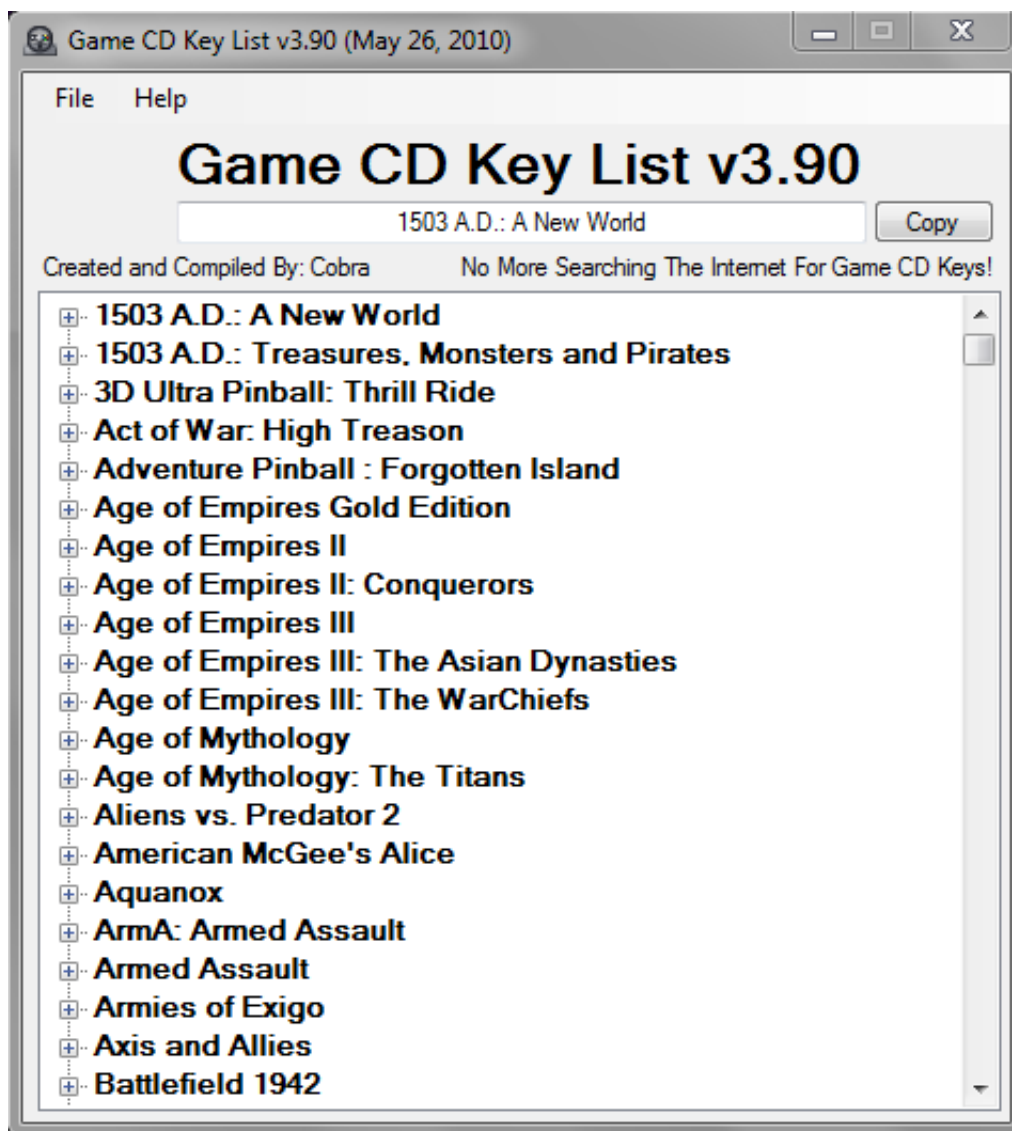 Game CD Key List v3.90 (May 26, 2010)
File Help
Game CD Key List v3.90
1503 A.D.: A New World Copy
Created and Compiled By: Cobra No More Searching The Internet For Game CD Keys!
1503 A.D.: A New World
1503 A.D.: Treasures, Monsters and Pirates
3D Ultra Pinball: Thrill Ride
Act of War: High Treason
Adventure Pinball : Forgotten Island
Age of Empires Gold Edition
Age of Empires II
Age of Empires II: Conquerors
Age of Empires III
Age of Empires III: The Asian Dynasties
Age of Empires III: The WarChiefs
Age of Mythology
Age of Mythology: The Titans
Aliens vs. Predator 2
American McGee's Alice
Aquanox
ArmA: Armed Assault
Armed Assault
Armies of Exigo
Axis and Allies
Battlefield 1942